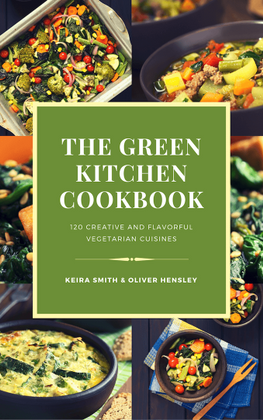 THE GREEN
KITCHEN
COOKBOOK
120 CREATIVE AND FLAVORFUL
VEGETARIAN CUISINES
KEIRA SMITH & OLIVER HENSLEY